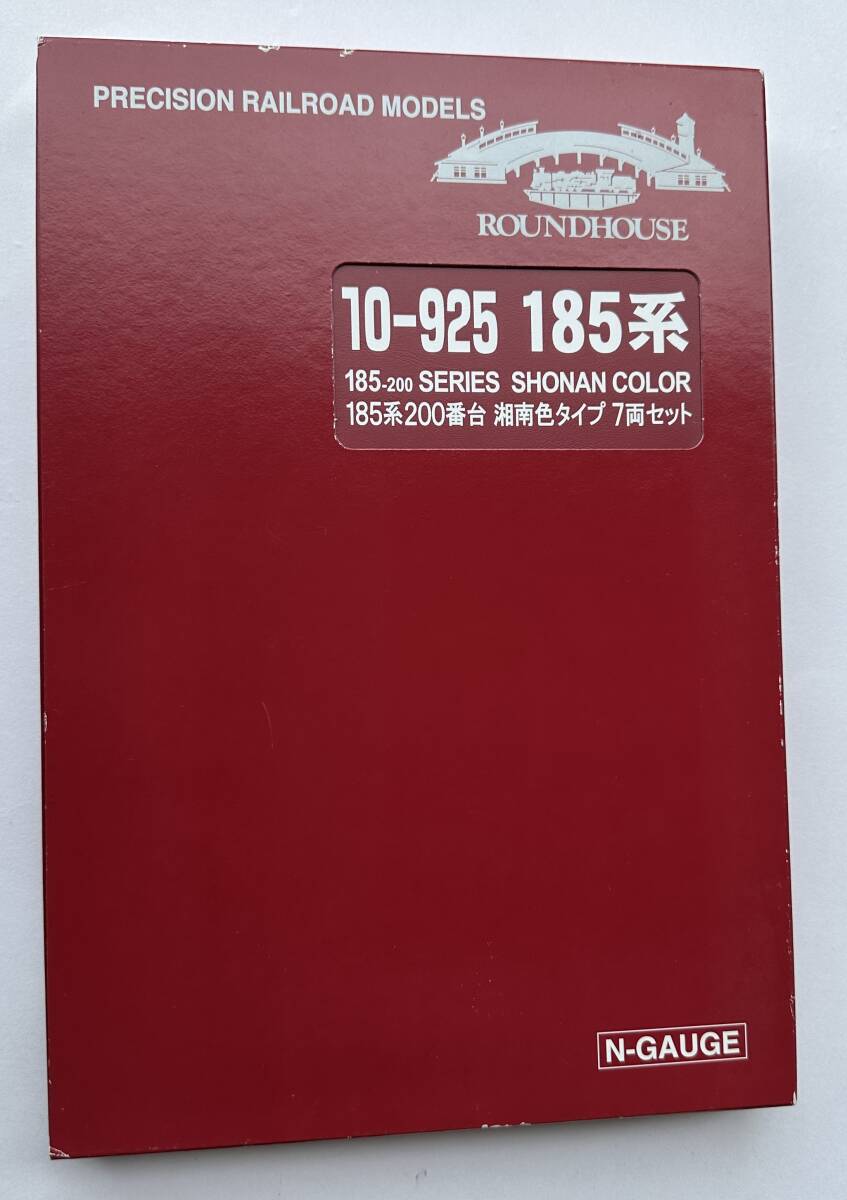 PRECISION RAILROAD MODELS
ROUNDHOUSE
10-925 185系
185-200 SERIES SHONAN COLOR
185系200番台 湘南色タイプ 7両セット
N-GAUGE